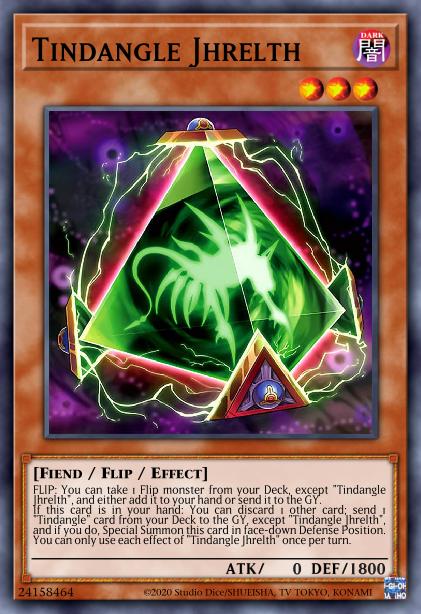 TINDANGLE JHRELTH
DARK
闇
[FIEND / FLIP / EFFECT]
FLIP: You can take 1 Flip monster from your Deck, except "Tindangle
Jhrelth", and either add it to your hand or send it to the GY.
If this card is in your hand: You can discard 1 other card; send 1
"Tindangle" card from your Deck to the GY, except "Tindangle Jhrelth",
and if you do, Special Summon this card in face-down Defense Position.
You can only use each effect of "Tindangle Jhrelth" once per turn.
ATK/ 0 DEF/1800
24158464
©2020 Studio Dice/SHUEISHA, TV TOKYO, KONAMI